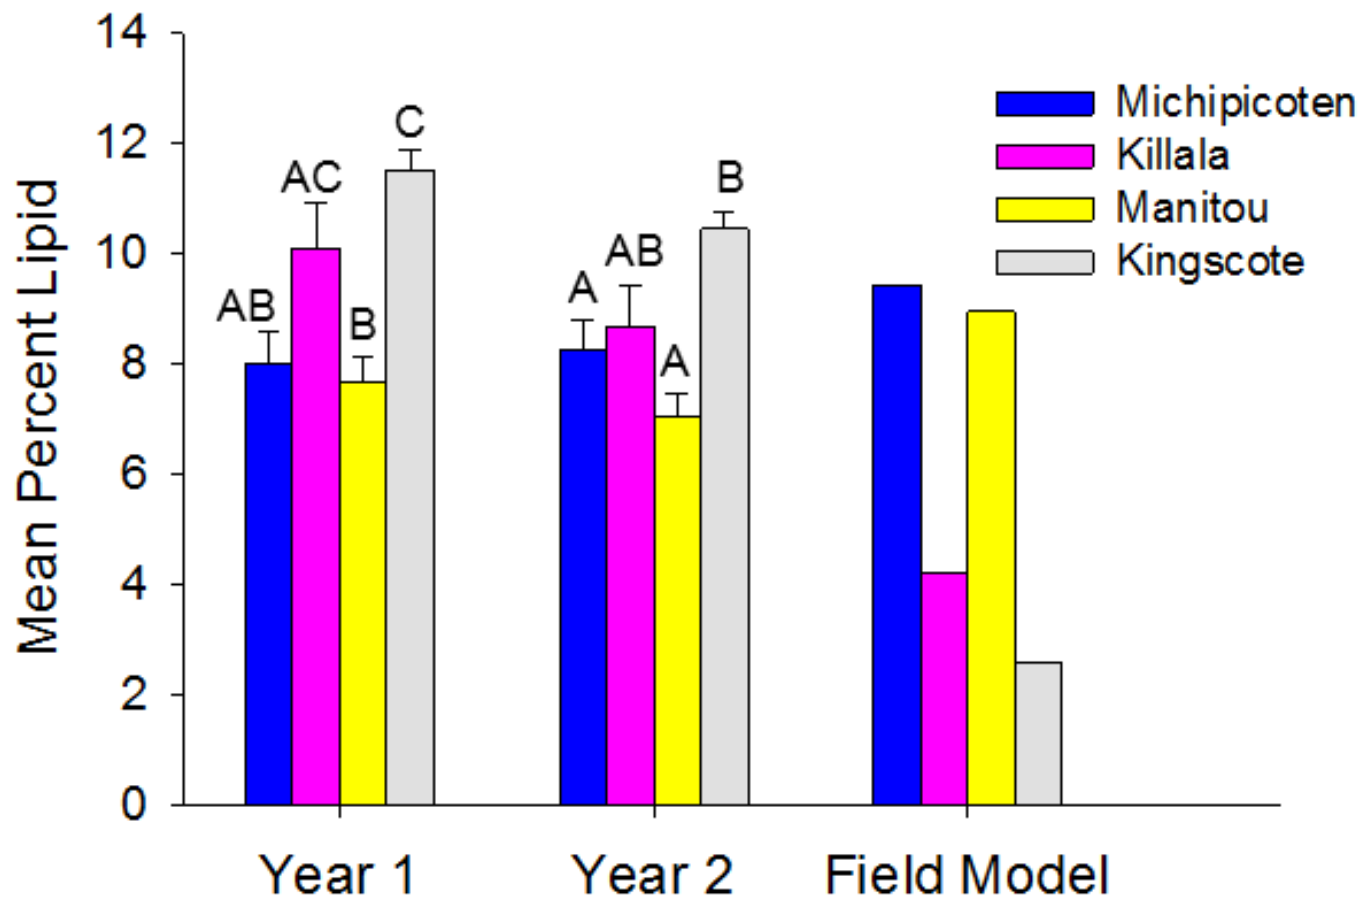 Mean Percent Lipid
14
12
10
8
6
4
2
0
AB
AC
B
C
A
AB
A
B
Michipicoten
Killala
Manitou
Kingscote
Year 1
Year 2
Field Model